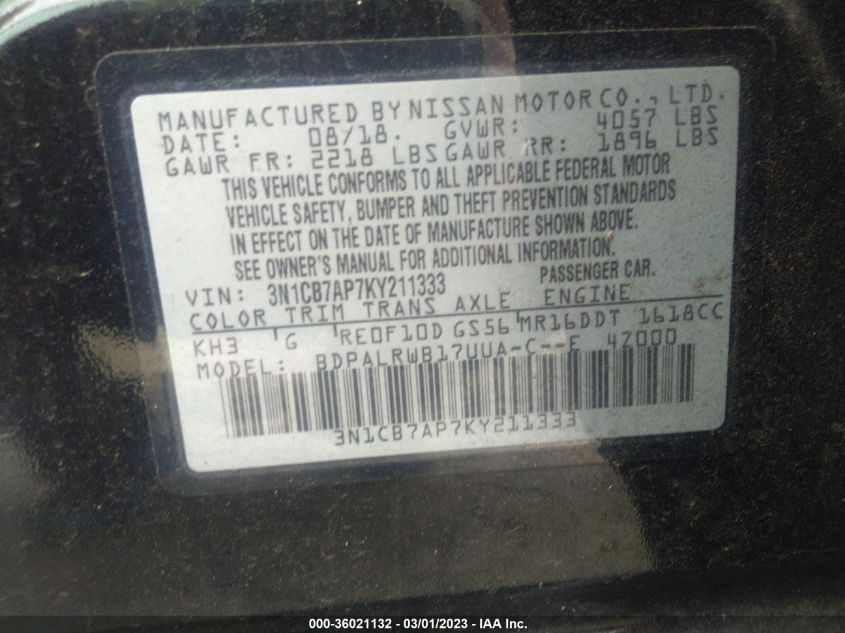 MANUFACTURED BY NISSAN MOTOR CO., LTD.
DATE: 08/18. GVWR: 4057 LBS
GAWR FR: 2218 LBS GAWR RR: 1896 LBS
THIS VEHICLE CONFORMS TO ALL APPLICABLE FEDERAL MOTOR
VEHICLE SAFETY, BUMPER AND THEFT PREVENTION STANDARDS
IN EFFECT ON THE DATE OF MANUFACTURE SHOWN ABOVE.
SEE OWNER'S MANUAL FOR ADDITIONAL INFORMATION.
VIN: 3N1CB7AP7KY211333 PASSENGER CAR.
COLOR TRIM TRANS AXLE ENGINE
KH3 G RE0F10D GS56 MR16DDT 1618CC
MODEL: BDPALRWB17UUA-C--E 4Z000
3N1CB7AP7KY211333
000-36021132 - 03/01/2023 - IAA Inc.